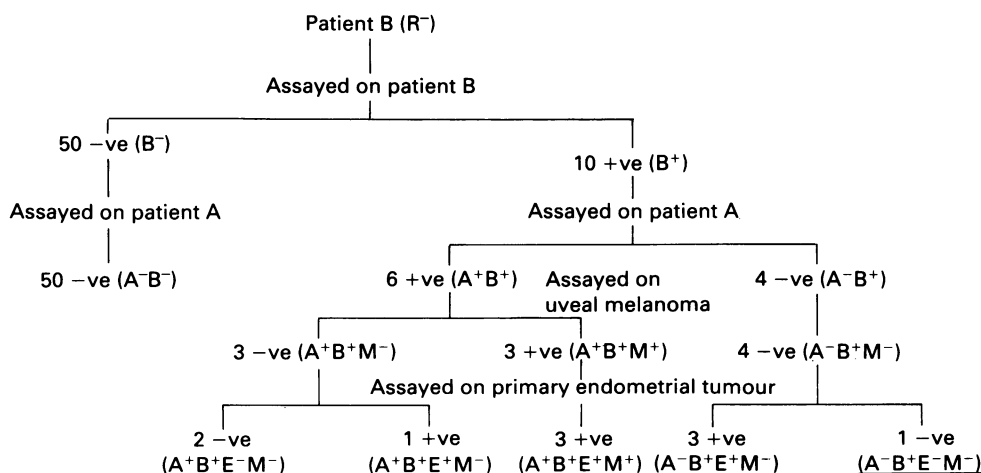 Patient B (R⁻)
Assayed on patient B
50 –ve (B⁻)
10 +ve (B⁺)
Assayed on patient A
Assayed on patient A
50 –ve (A⁻B⁻)
6 +ve (A⁺B⁺)
Assayed on
uveal melanoma
4 –ve (A⁻B⁺)
3 –ve (A⁺B⁺M⁻)
3 +ve (A⁺B⁺M⁺)
4 –ve (A⁻B⁺M⁻)
Assayed on primary endometrial tumour
2 –ve
(A⁺B⁺E⁻M⁻)
1 +ve
(A⁺B⁺E⁺M⁻)
3 +ve
(A⁺B⁺E⁺M⁺)
3 +ve
(A⁻B⁺E⁺M⁻)
1 –ve
(A⁻B⁺E⁻M⁻)